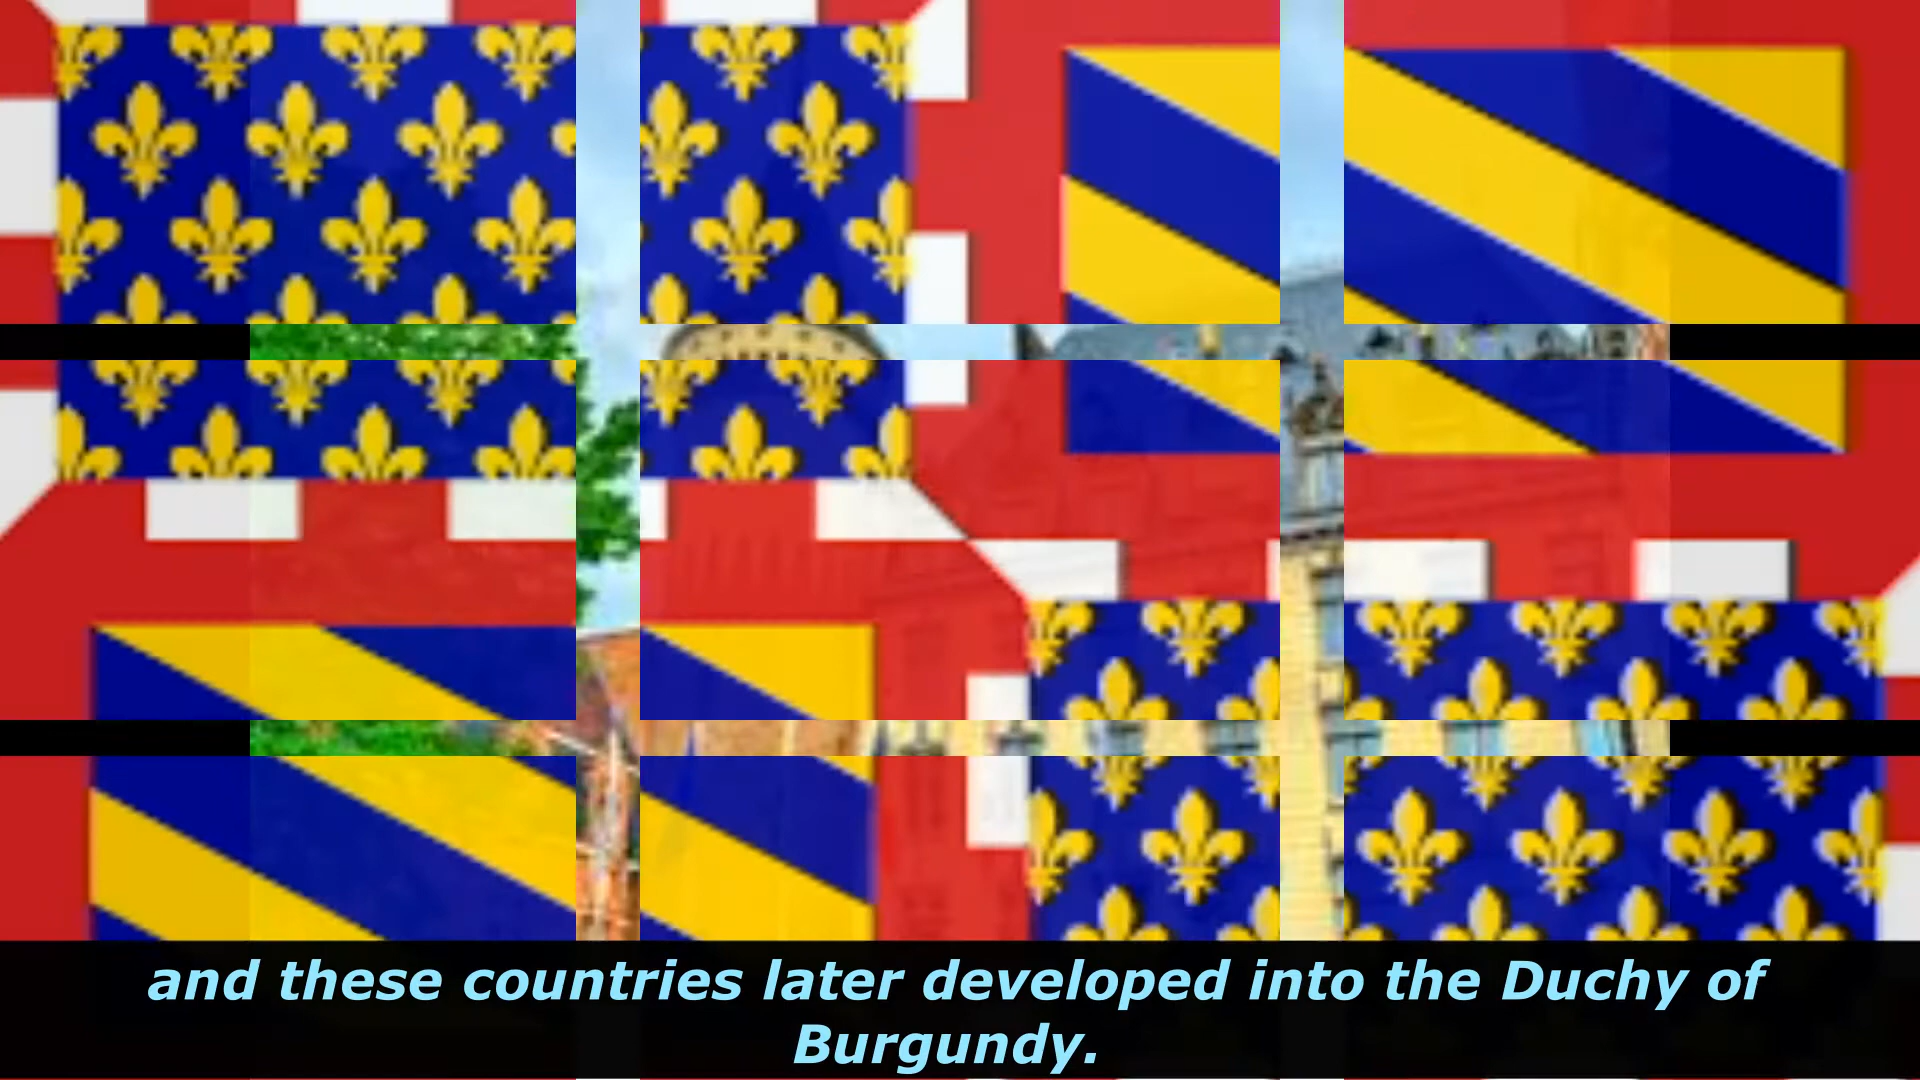 and these countries later developed into the Duchy of
Burgundy.